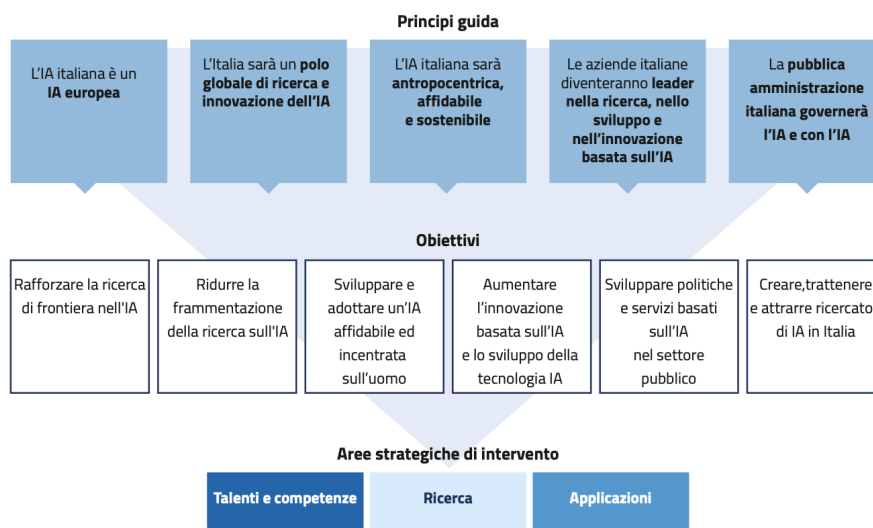 Principi guida
L'IA italiana è un
IA europea
L'Italia sarà un polo
globale di ricerca e
innovazione dell'IA
L'IA italiana sarà
antropocentrica,
affidabile
e sostenibile
Le aziende italiane
diventeranno leader
nella ricerca, nello
sviluppo e
nell'innovazione
basata sull'IA
La pubblica
amministrazione
italiana governerà
l'IA e con l'IA
Obiettivi
Rafforzare la ricerca
di frontiera nell'IA
Ridurre la
frammentazione
della ricerca sull'IA
Sviluppare e
adottare un'IA
affidabile ed
incentrata
sull'uomo
Aumentare
l'innovazione
basata sull'IA
e lo sviluppo della
tecnologia IA
Sviluppare politiche
e servizi basati
sull'IA
nel settore
pubblico
Creare,trattenere
e attrarre ricercato
di IA in Italia
Aree strategiche di intervento
Talenti e competenze
Ricerca
Applicazioni